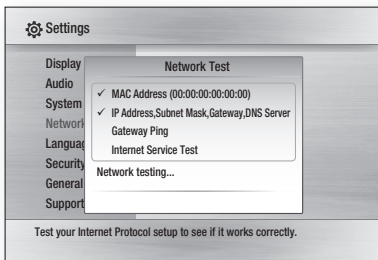 Settings
Display
Network Test
Audio
✓ MAC Address (00:00:00:00:00:00)
System
✓ IP Address,Subnet Mask,Gateway,DNS Server
Network
Gateway Ping
Languag
Internet Service Test
Security
Network testing...
General
Support
Test your Internet Protocol setup to see if it works correctly.